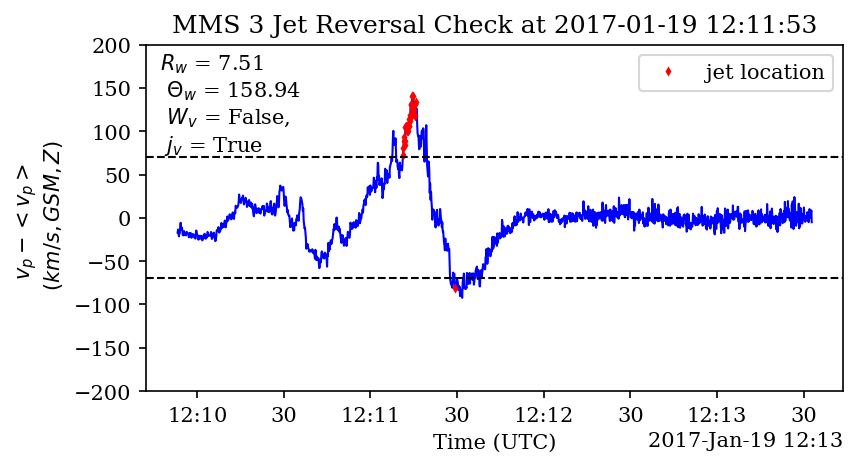 MMS 3 Jet Reversal Check at 2017-01-19 12:11:53
R_w = 7.51
Θ_w = 158.94
W_v = False,
j_v = True
jet location
v_p − <v_p>
(km/s, GSM, Z)
200
150
100
50
0
−50
−100
−150
−200
12:10 30 12:11 30 12:12 30 12:13 30
Time (UTC) 2017-Jan-19 12:13